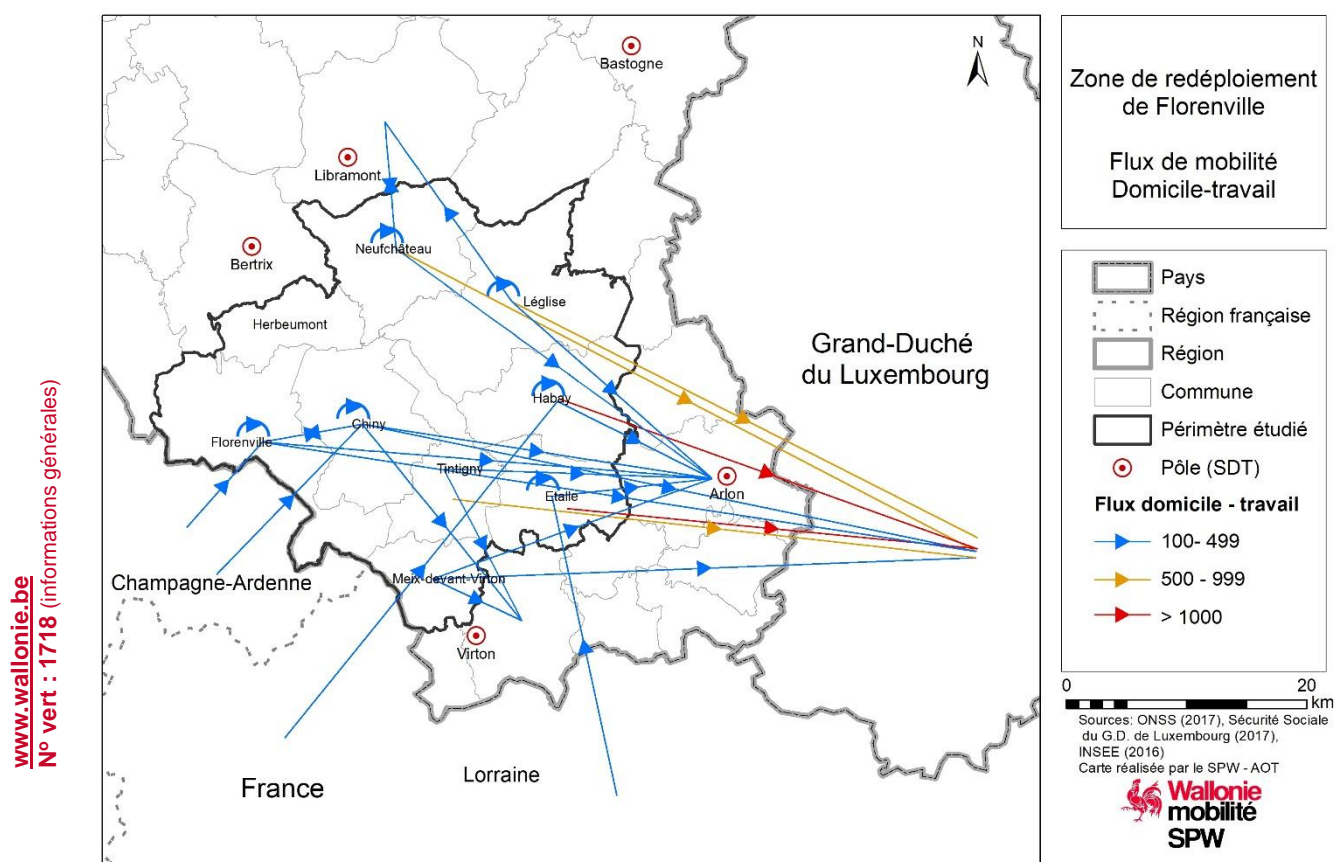 www.wallonie.be
N° vert : 1718 (informations générales)
N
Bastogne
Libramont
Neufchâteau
Bertrix
Léglise
Herbeumont
Grand-Duché
du Luxembourg
Habay
Chiny
Florenville
Tintigny
Arlon
Etalle
Meix-devant-Virton
Champagne-Ardenne
Virton
Lorraine
France
Zone de redéploiement
de Florenville
Flux de mobilité
Domicile-travail
Pays
Région française
Région
Commune
Périmètre étudié
Pôle (SDT)
Flux domicile - travail
100- 499
500 - 999
> 1000
0 20
km
Sources: ONSS (2017), Sécurité Sociale
du G.D. de Luxembourg (2017),
INSEE (2016)
Carte réalisée par le SPW - AOT
Wallonie
mobilité
SPW